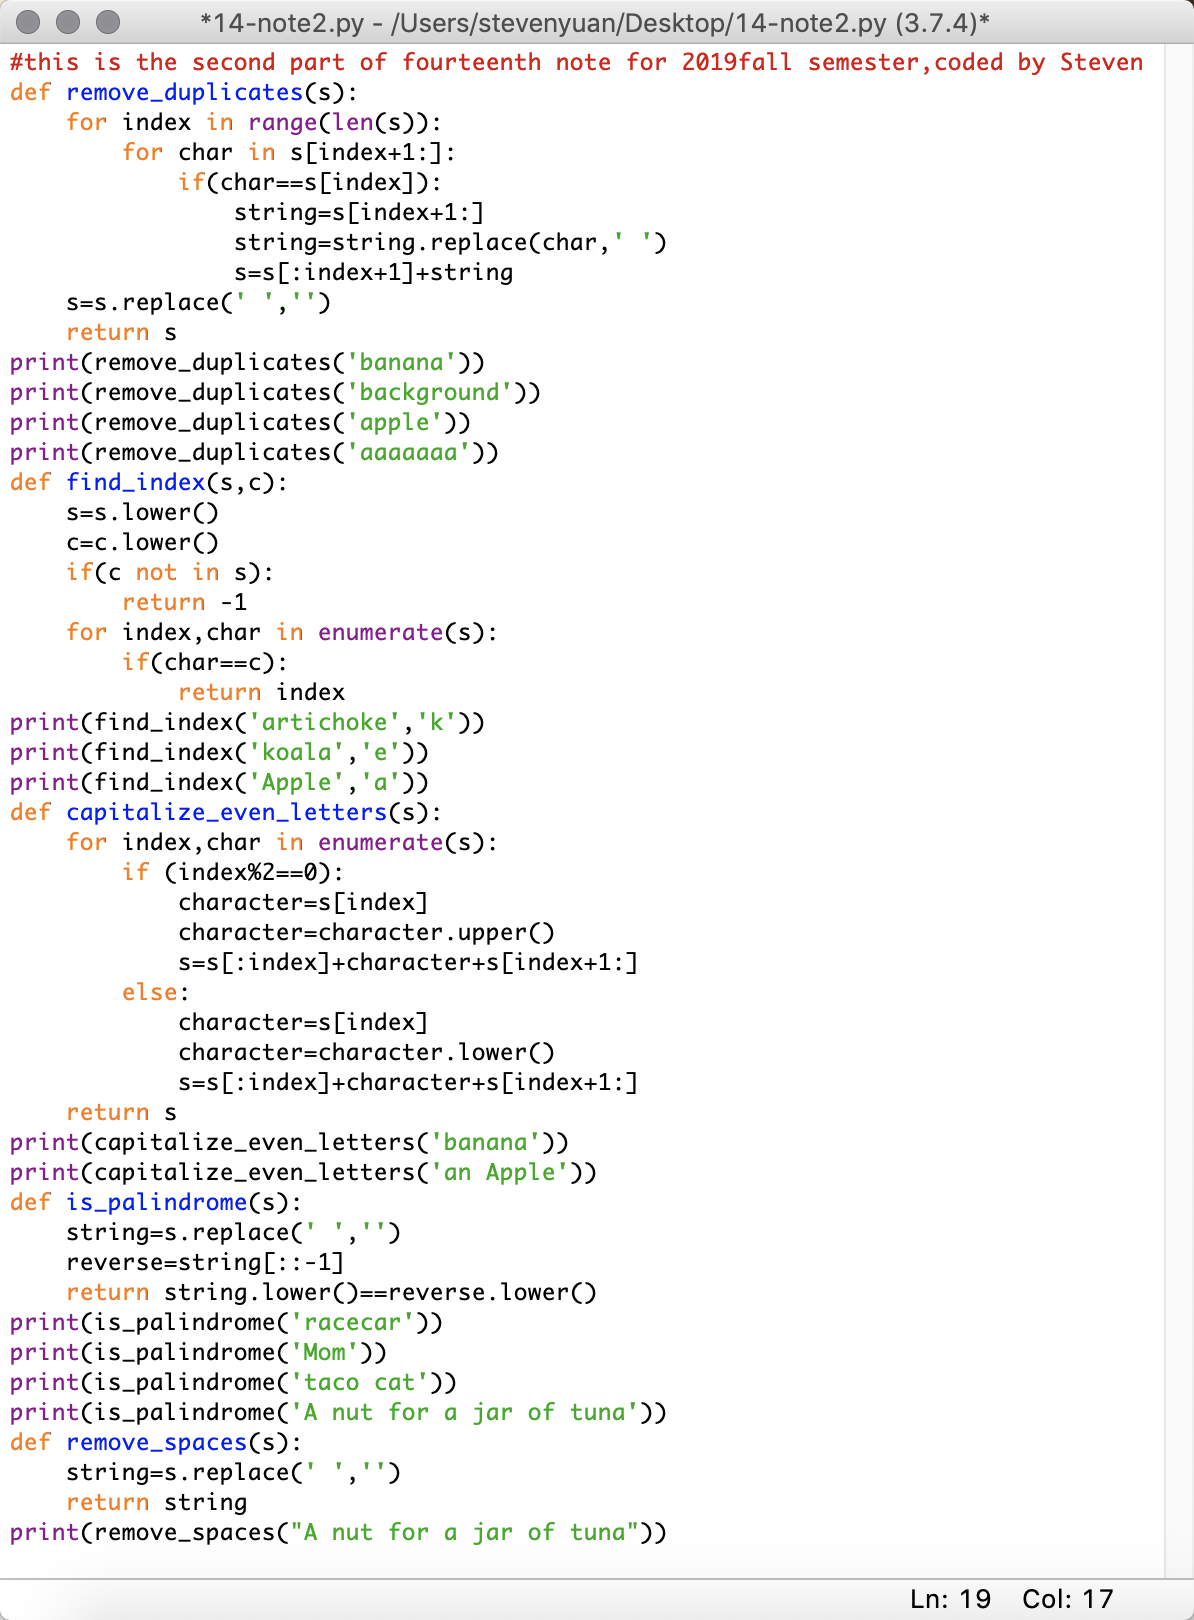 *14-note2.py - /Users/stevenyuan/Desktop/14-note2.py (3.7.4)*
#this is the second part of fourteenth note for 2019fall semester,coded by Steven
def remove_duplicates(s):
    for index in range(len(s)):
        for char in s[index+1:]:
            if(char==s[index]):
                string=s[index+1:]
                string=string.replace(char,' ')
                s=s[:index+1]+string
    s=s.replace(' ','')
    return s
print(remove_duplicates('banana'))
print(remove_duplicates('background'))
print(remove_duplicates('apple'))
print(remove_duplicates('aaaaaaa'))
def find_index(s,c):
    s=s.lower()
    c=c.lower()
    if(c not in s):
        return -1
    for index,char in enumerate(s):
        if(char==c):
            return index
print(find_index('artichoke','k'))
print(find_index('koala','e'))
print(find_index('Apple','a'))
def capitalize_even_letters(s):
    for index,char in enumerate(s):
        if (index%2==0):
            character=s[index]
            character=character.upper()
            s=s[:index]+character+s[index+1:]
        else:
            character=s[index]
            character=character.lower()
            s=s[:index]+character+s[index+1:]
    return s
print(capitalize_even_letters('banana'))
print(capitalize_even_letters('an Apple'))
def is_palindrome(s):
    string=s.replace(' ','')
    reverse=string[::-1]
    return string.lower()==reverse.lower()
print(is_palindrome('racecar'))
print(is_palindrome('Mom'))
print(is_palindrome('taco cat'))
print(is_palindrome('A nut for a jar of tuna'))
def remove_spaces(s):
    string=s.replace(' ','')
    return string
print(remove_spaces("A nut for a jar of tuna"))
Ln: 19 Col: 17